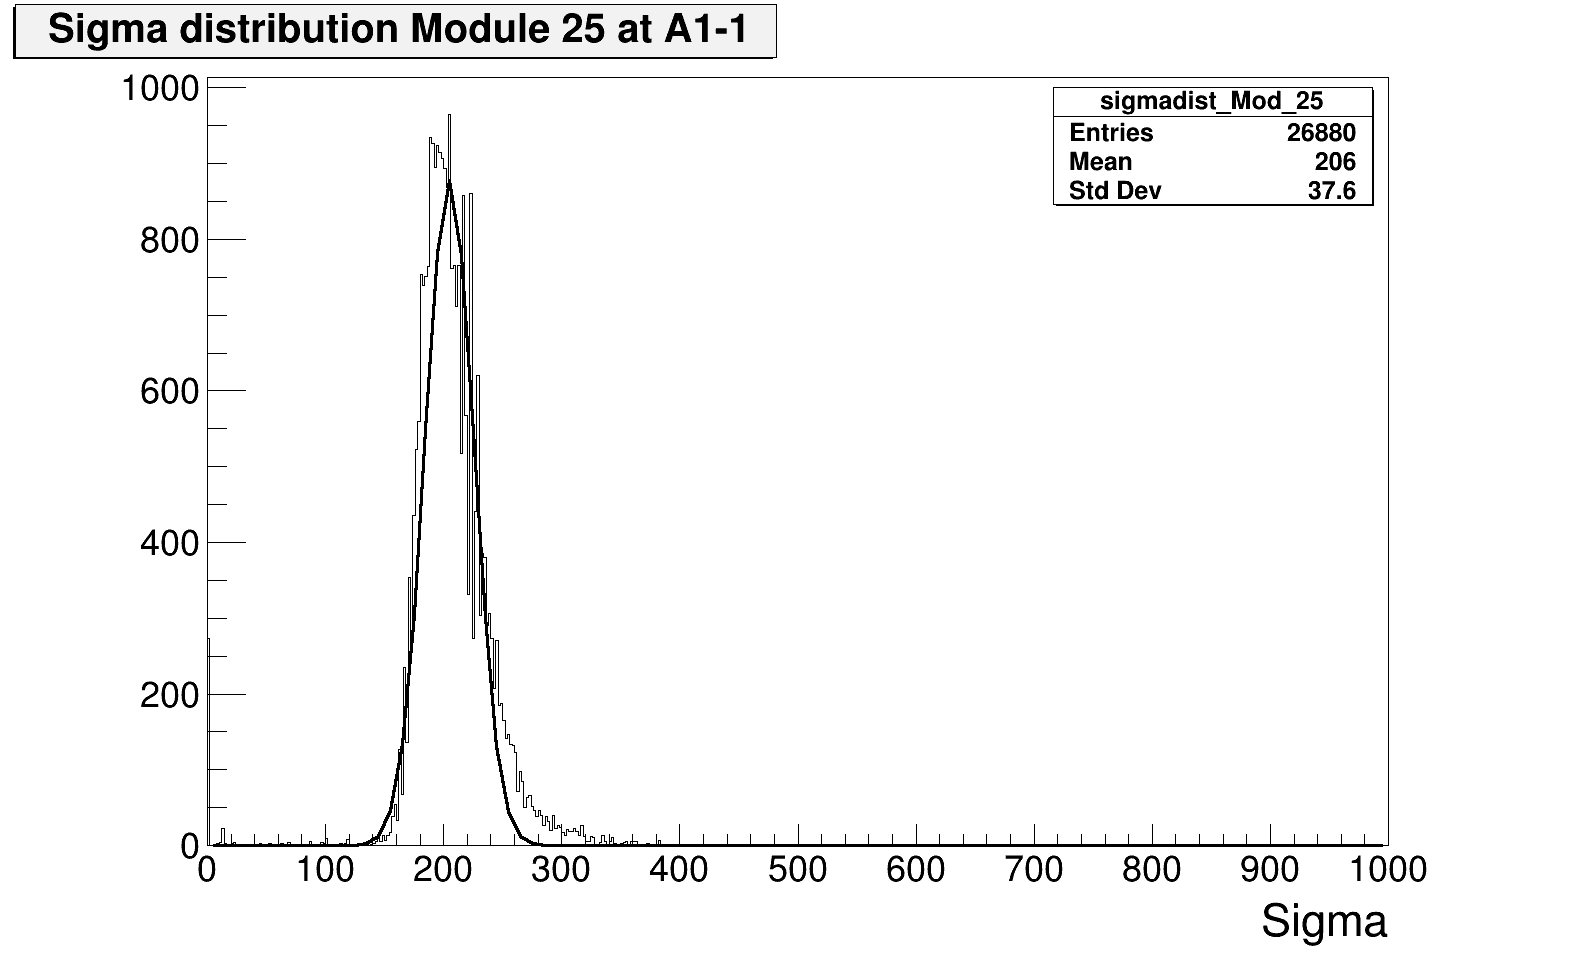 Sigma distribution Module 25 at A1-1
sigmadist_Mod_25
Entries 26880
Mean 206
Std Dev 37.6
1000
800
600
400
200
0
0 100 200 300 400 500 600 700 800 900 1000
Sigma